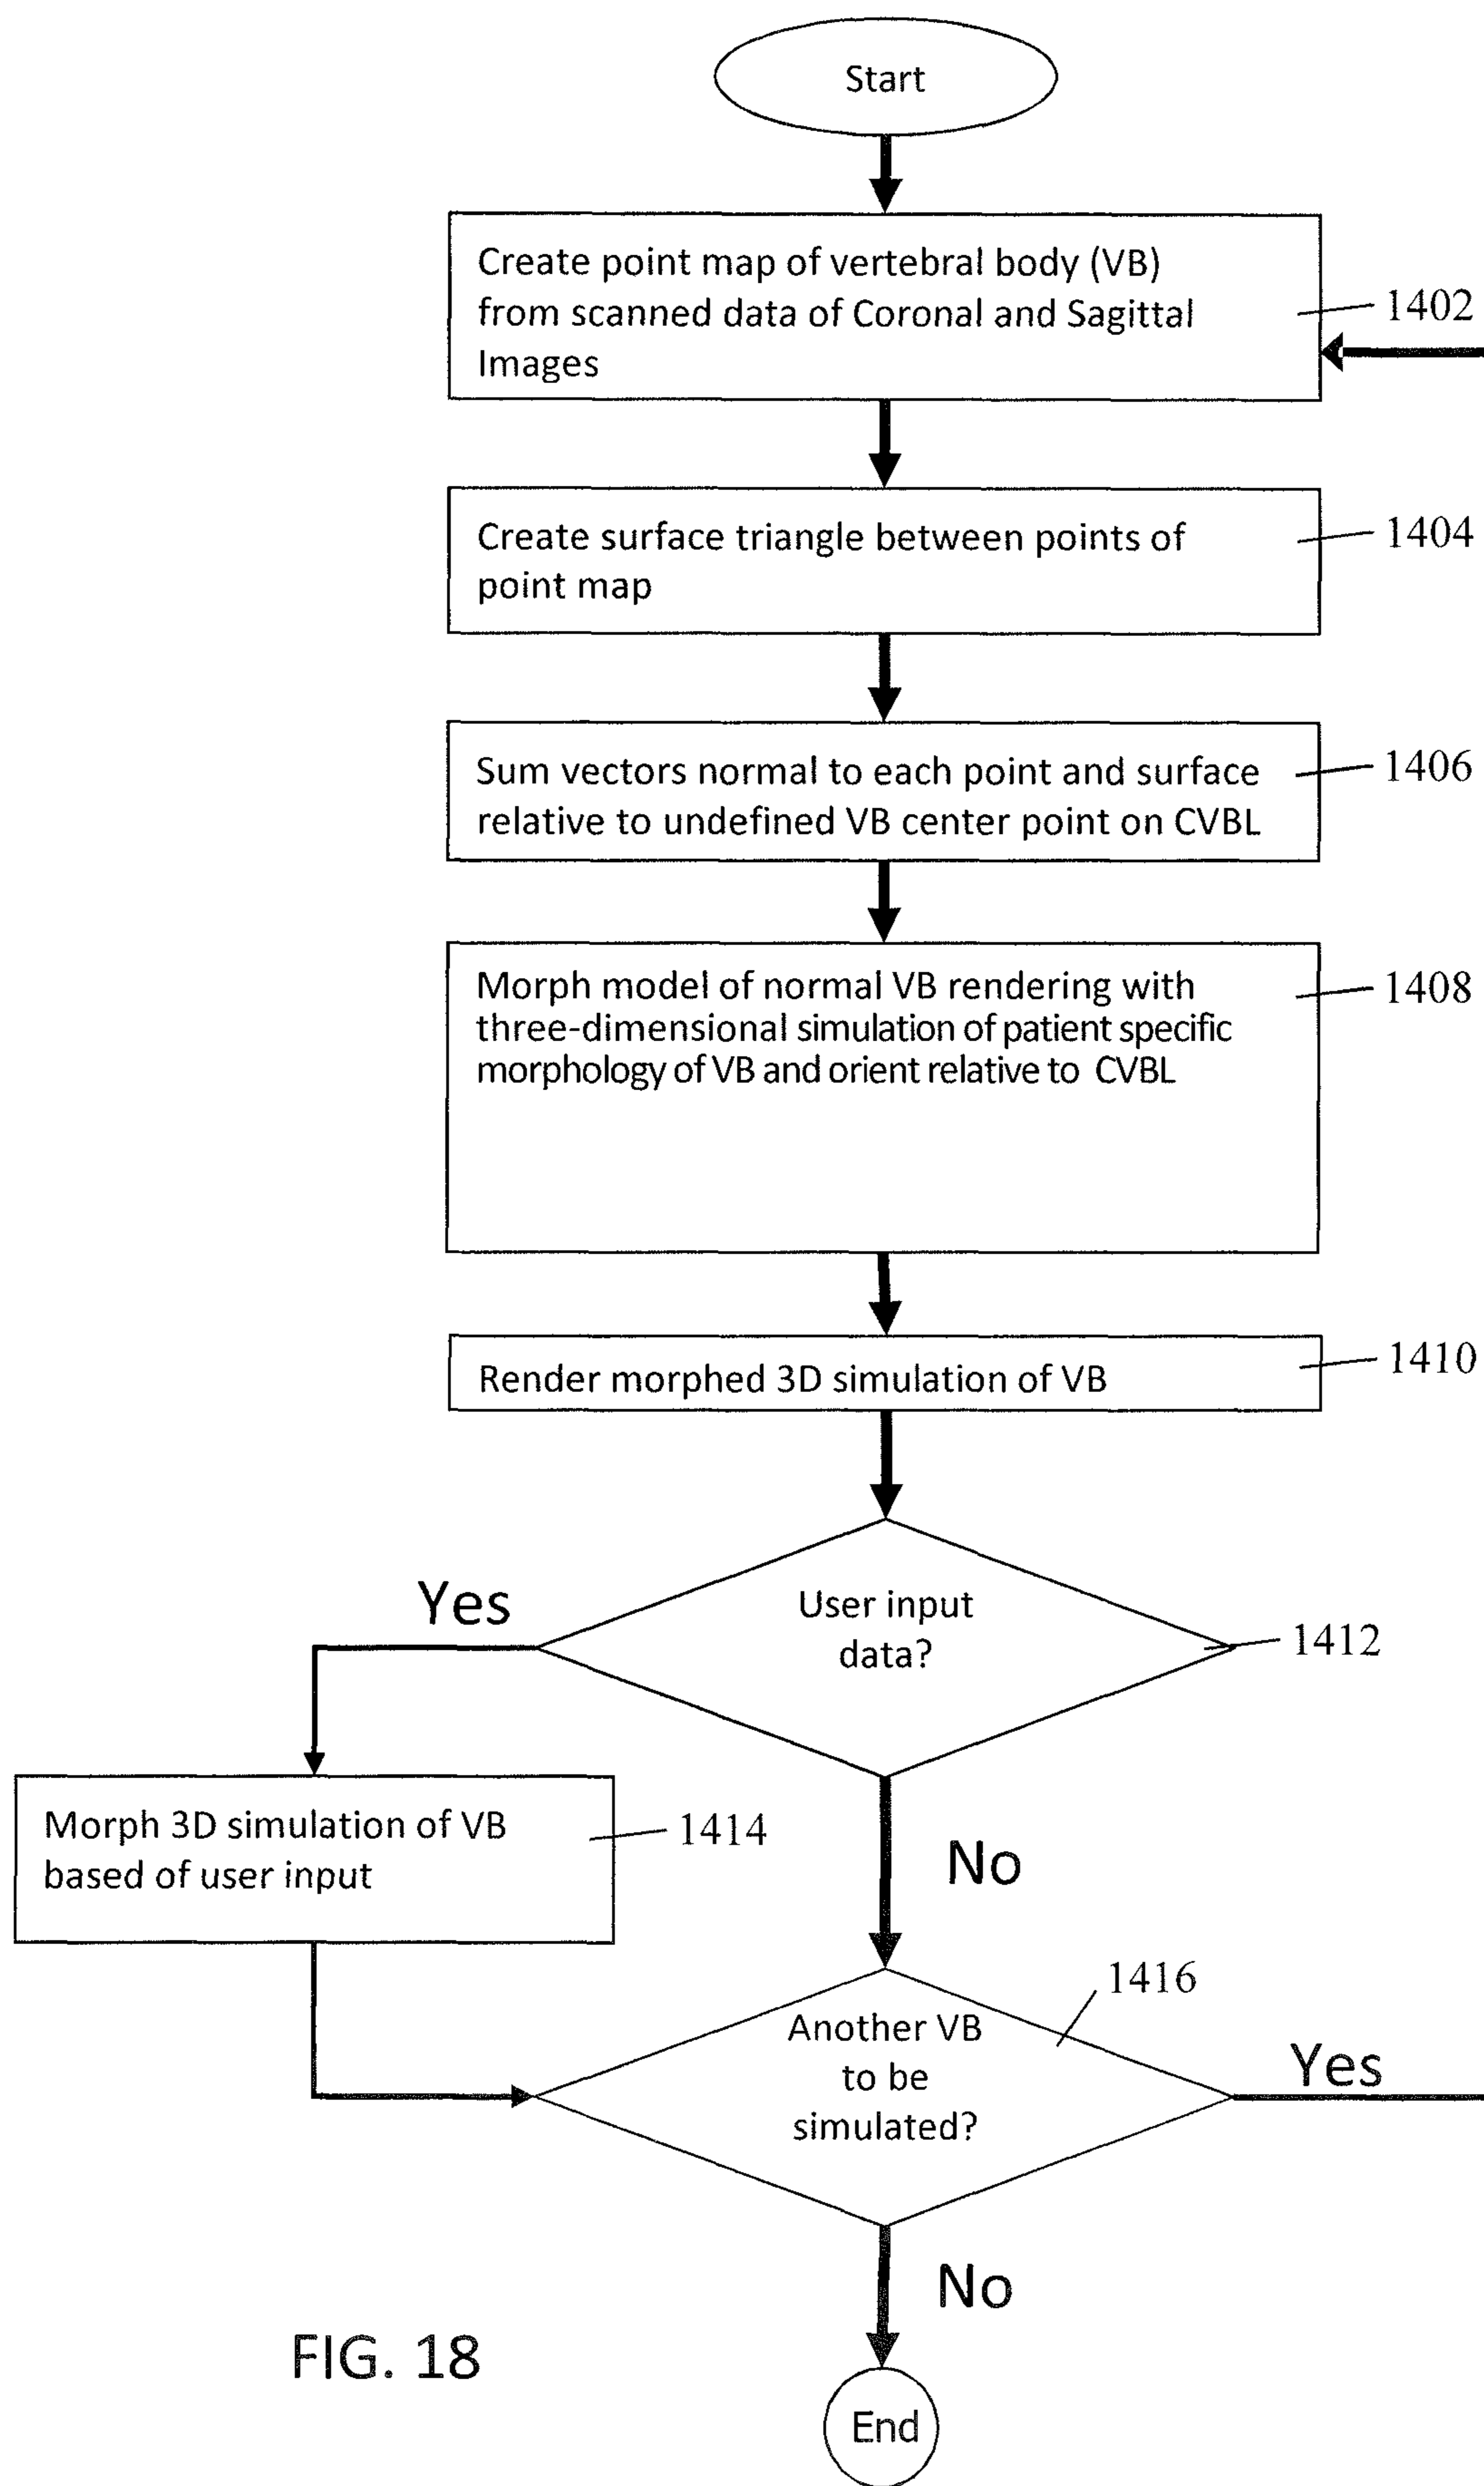 Start
Create point map of vertebral body (VB)
from scanned data of Coronal and Sagittal
Images
1402
Create surface triangle between points of
point map
1404
Sum vectors normal to each point and surface
relative to undefined VB center point on CVBL
1406
Morph model of normal VB rendering with
three-dimensional simulation of patient specific
morphology of VB and orient relative to CVBL
1408
Render morphed 3D simulation of VB
1410
User input
data?
1412
Yes
No
Morph 3D simulation of VB
based of user input
1414
Another VB
to be
simulated?
1416
Yes
No
End
FIG. 18